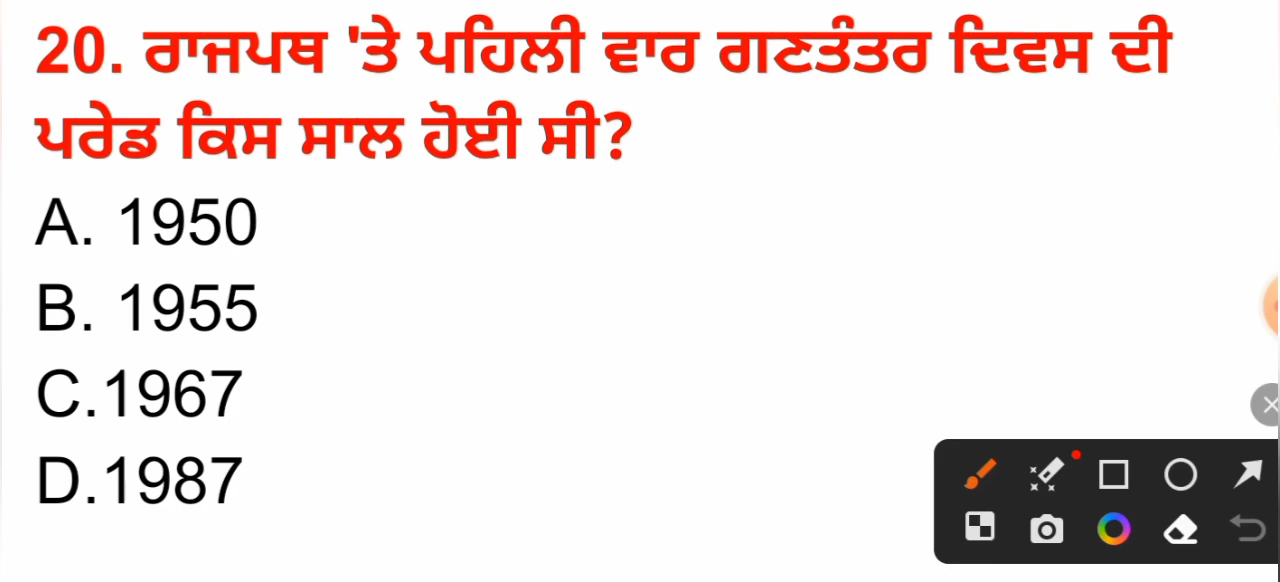 20. ਰਾਜਪਥ 'ਤੇ ਪਹਿਲੀ ਵਾਰ ਗਣਤੰਤਰ ਦਿਵਸ ਦੀ
ਪਰੇਡ ਕਿਸ ਸਾਲ ਹੋਈ ਸੀ?
A. 1950
B. 1955
C.1967
D.1987